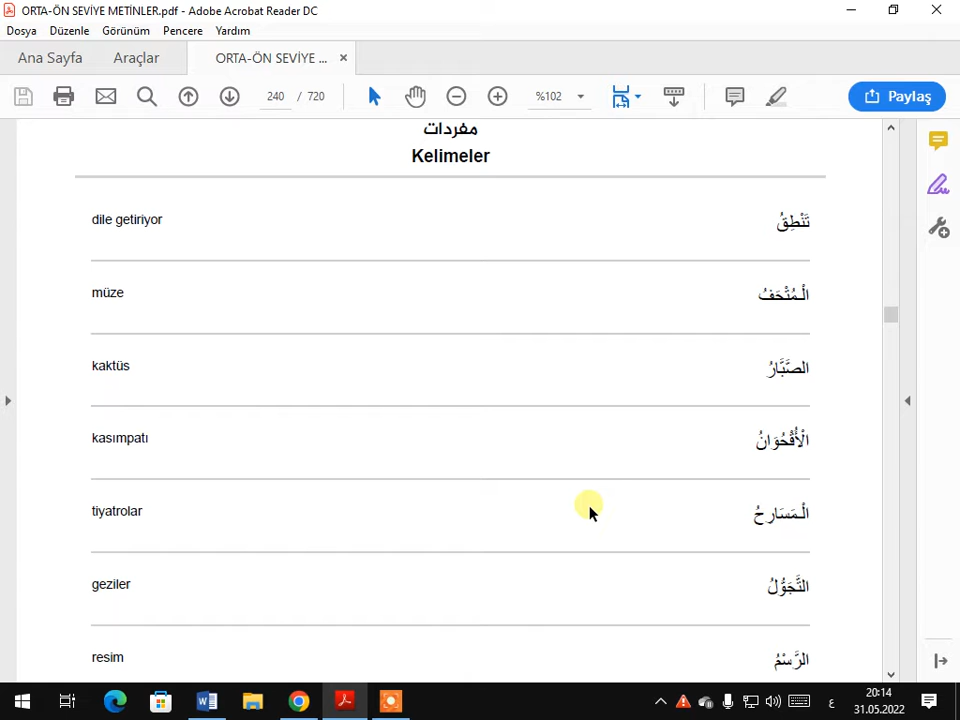 ORTA-ÖN SEVİYE METİNLER.pdf - Adobe Acrobat Reader DC
Dosya Düzenle Görünüm Pencere Yardım
Ana Sayfa Araçlar ORTA-ÖN SEVİYE ...
240 / 720 %102 Paylaş
مفردات
Kelimeler
dile getiriyor تَنْطِقُ
müze الْمُتْحَفُ
kaktüs الصَّبَّارُ
kasımpatı الْأُقْحُوَانُ
tiyatrolar الْمَسَارِحُ
geziler التَّجَوُّلُ
resim الرَّسْمُ
ع 20:14
31.05.2022